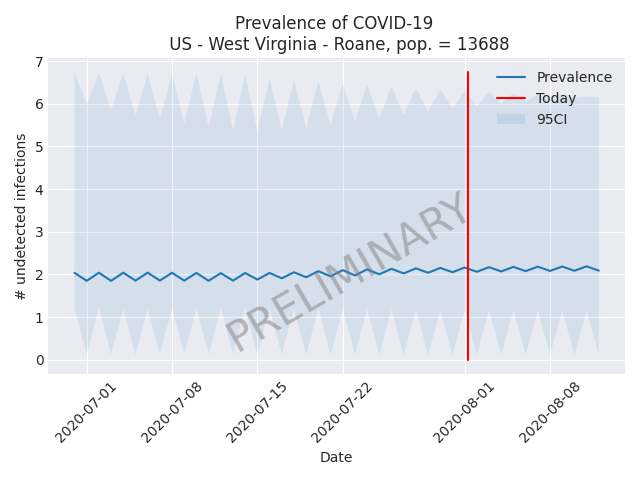 Prevalence of COVID-19
US - West Virginia - Roane, pop. = 13688
7
6
5
4
3
2
1
0
# undetected infections
Prevalence
Today
95CI
PRELIMINARY
2020-07-01
2020-07-08
2020-07-15
2020-07-22
2020-08-01
2020-08-08
Date